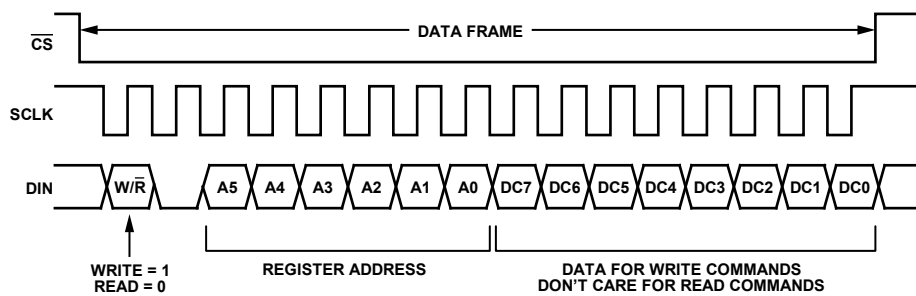 DATA FRAME
CS
SCLK
DIN W/R A5 A4 A3 A2 A1 A0 DC7 DC6 DC5 DC4 DC3 DC2 DC1 DC0
WRITE = 1
READ = 0
REGISTER ADDRESS
DATA FOR WRITE COMMANDS
DON'T CARE FOR READ COMMANDS